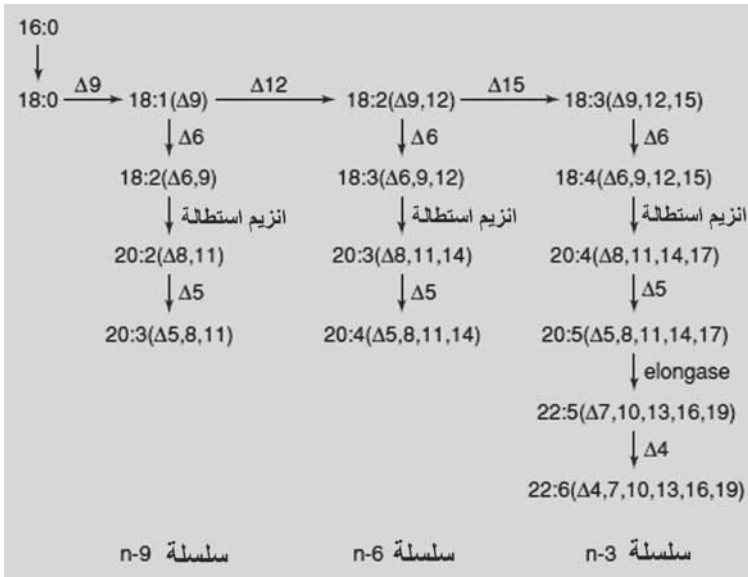 16:0
18:0 Δ9 18:1(Δ9) Δ12 18:2(Δ9,12) Δ15 18:3(Δ9,12,15)
Δ6 Δ6 Δ6
18:2(Δ6,9) 18:3(Δ6,9,12) 18:4(Δ6,9,12,15)
انزيم استطالة انزيم استطالة انزيم استطالة
20:2(Δ8,11) 20:3(Δ8,11,14) 20:4(Δ8,11,14,17)
Δ5 Δ5 Δ5
20:3(Δ5,8,11) 20:4(Δ5,8,11,14) 20:5(Δ5,8,11,14,17)
elongase
22:5(Δ7,10,13,16,19)
Δ4
22:6(Δ4,7,10,13,16,19)
n-9 سلسلة n-6 سلسلة n-3 سلسلة